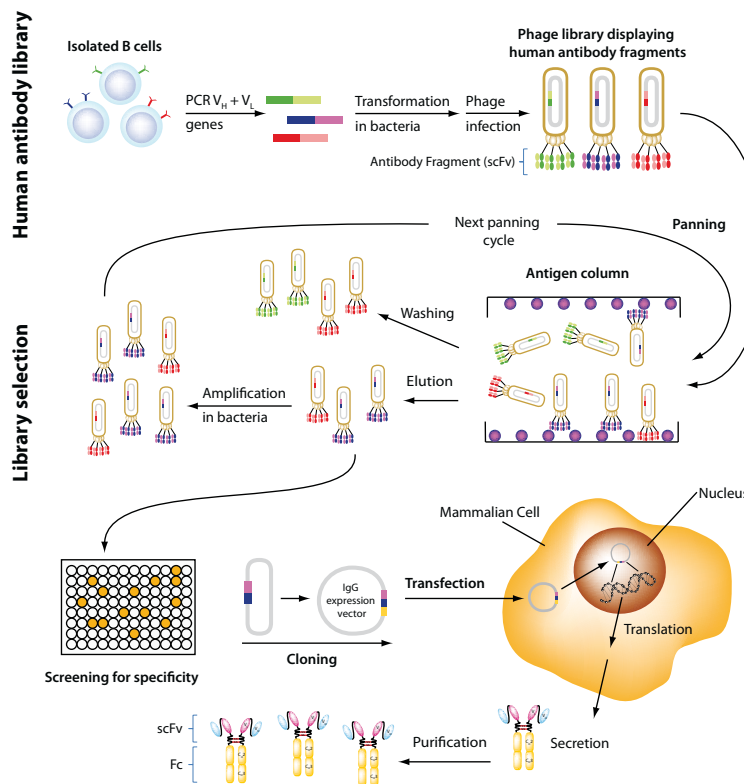 Human antibody library
Isolated B cells
PCR VH + VL
genes
Transformation
in bacteria
Phage
infection
Phage library displaying
human antibody fragments
Antibody Fragment (scFv)
Library selection
Next panning
cycle
Panning
Antigen column
Washing
Elution
Amplification
in bacteria
Screening for specificity
IgG
expression
vector
Cloning
Transfection
Mammalian Cell
Nucleus
Translation
Secretion
Purification
scFv
Fc